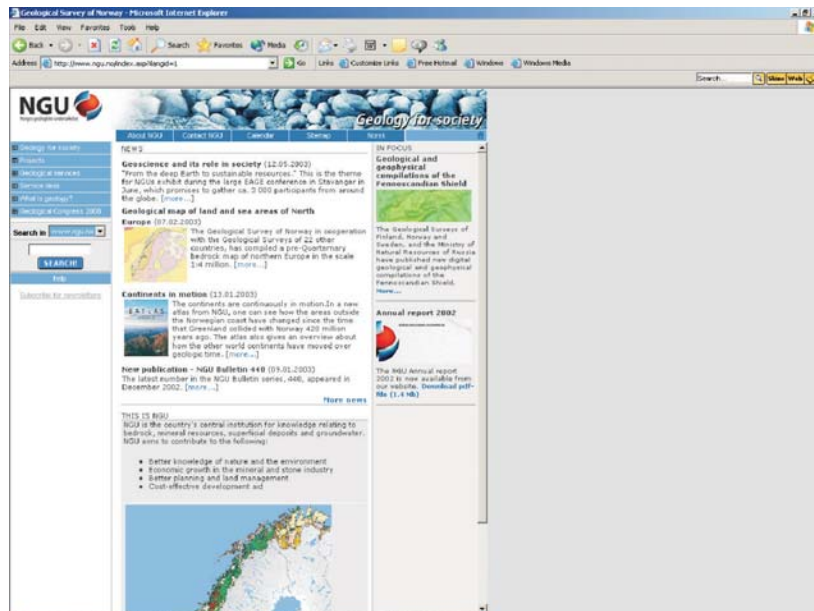 Geological Survey of Norway - Microsoft Internet Explorer
File Edit View Favorites Tools Help
Back Search Favorites Media
Address http://www.ngu.no/index.asp?langid=1 Go Links Customize Links Free Hotmail Windows Windows Media
Search... Web
NGU
Norges geologiske undersøkelse
Geology for society
About NGU Contact NGU Calendar Sitemap Norsk
Geology for society
Projects
Geological services
Service desk
What is geology?
Geological Congress 2008
Search in
SEARCH!
help
Subscribe for newsletters
NEWS
Geoscience and its role in society (12.05.2003)
"From the deep Earth to sustainable resources." This is the theme
for NGUs exhibit during the large EAGE conference in Stavanger in
June, which promises to gather ca. 3 000 participants from around
the globe. [more...]
Geological map of land and sea areas of North
Europe (07.02.2003)
The Geological Survey of Norway in cooperation
with the Geological Surveys of 22 other
countries, has compiled a pre-Quarternary
bedrock map of northern Europe in the scale
1:4 million. [more...]
Continents in motion (13.01.2003)
ATLAS
The continents are continuously in motion.In a new
atlas from NGU, one can see how the areas outside
the Norwegian coast have changed since the time
that Greenland collided with Norway 420 million
years ago. The atlas also gives an overview about
how the other world continents have moved over
geologic time. [more...]
New publication - NGU Bulletin 440 (09.01.2003)
The latest number in the NGU Bulletin series, 440, appeared in
December 2002. [more...]
More news
THIS IS NGU
NGU is the country's central institution for knowledge relating to
bedrock, mineral resources, superficial deposits and groundwater.
NGU aims to contribute to the following:
• Better knowledge of nature and the environment
• Economic growth in the mineral and stone industry
• Better planning and land management
• Cost-effective development aid
IN FOCUS
Geological and
geophysical
compilations of the
Fennoscandian Shield
The Geological Surveys of
Finland, Norway and
Sweden, and the Ministry of
Natural Resources of Russia
have published new digital
geological and geophysical
compilations of the
Fennoscandian Shield.
More...
Annual report 2002
The NGU Annual report
2002 is now available from
our website. Download pdf-
file (1.4 Mb)